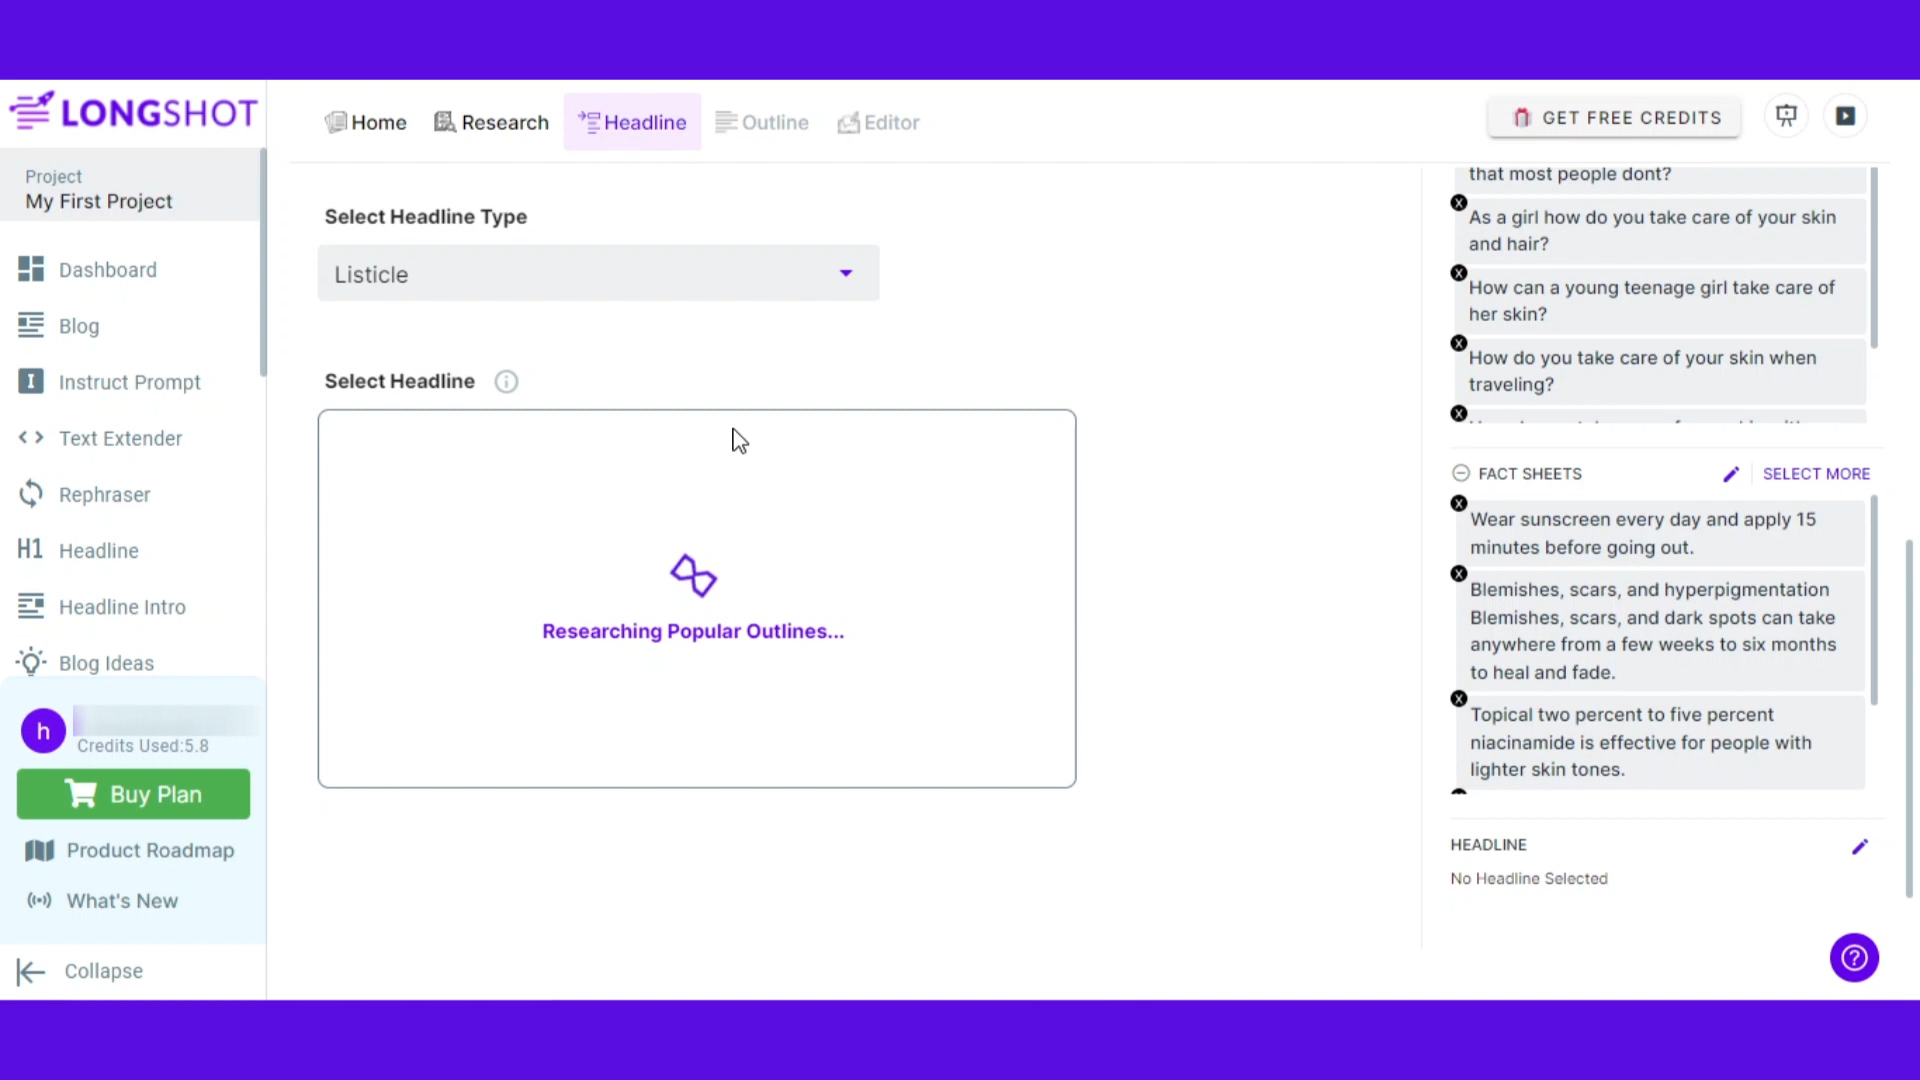 LONGSHOT
Home
Research
Headline
Outline
Editor
GET FREE CREDITS
Project
My First Project
Dashboard
Blog
I
Instruct Prompt
Text Extender
Rephraser
H1
Headline
Headline Intro
Blog Ideas
h
Credits Used:5.8
Buy Plan
Product Roadmap
What's New
Collapse
Select Headline Type
Listicle
Select Headline
Researching Popular Outlines...
that most people dont?
X
As a girl how do you take care of your skin
and hair?
X
How can a young teenage girl take care of
her skin?
X
How do you take care of your skin when
traveling?
X
FACT SHEETS
SELECT MORE
X
Wear sunscreen every day and apply 15
minutes before going out.
X
Blemishes, scars, and hyperpigmentation
Blemishes, scars, and dark spots can take
anywhere from a few weeks to six months
to heal and fade.
X
Topical two percent to five percent
niacinamide is effective for people with
lighter skin tones.
HEADLINE
No Headline Selected
?